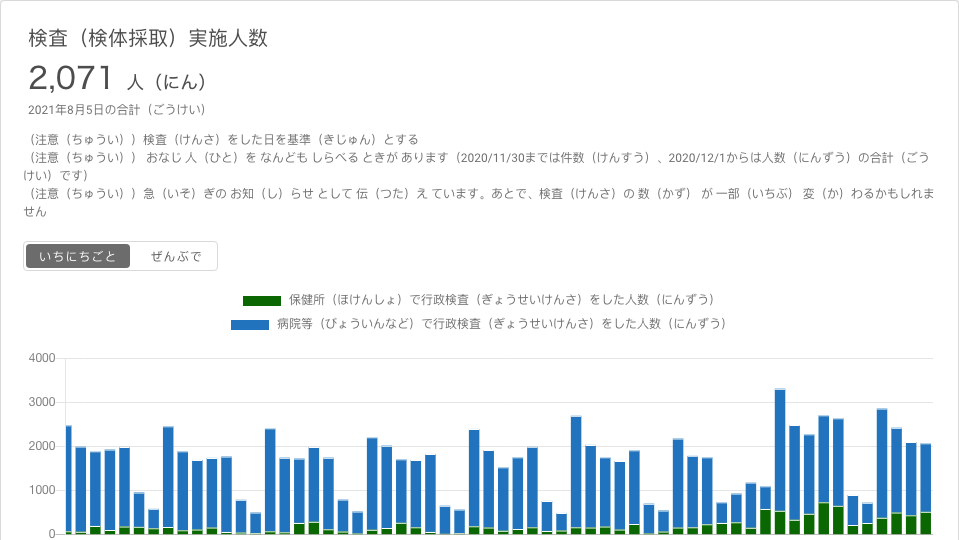 検査（検体採取）実施人数
2,071 人（にん）
2021年8月5日の合計（ごうけい）
（注意（ちゅうい））検査（けんさ）をした日を基準（きじゅん）とする
（注意（ちゅうい）） おなじ 人（ひと）を なんども しらべる ときが あります（2020/11/30までは件数（けんすう）、2020/12/1からは人数（にんずう）の合計（ごう
けい）です）
（注意（ちゅうい））急（いそ）ぎの お知（し）らせ として 伝（つた）え ています。あとで、検査（けんさ）の 数（かず） が 一部（いちぶ） 変（か）わるかもしれま
せん
いちにちごと ぜんぶで
保健所（ほけんしょ）で行政検査（ぎょうせいけんさ）をした人数（にんずう）
病院等（びょういんなど）で行政検査（ぎょうせいけんさ）をした人数（にんずう）
4000
3000
2000
1000
0